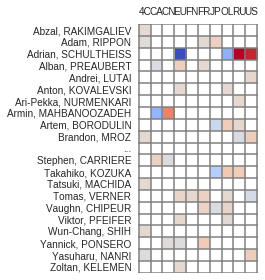 4CCACNEUFNFRJPOLRUUS
Abzal, RAKIMGALIEV
Adam, RIPPON
Adrian, SCHULTHEISS
Alban, PREAUBERT
Andrei, LUTAI
Anton, KOVALEVSKI
Ari-Pekka, NURMENKARI
Armin, MAHBANOOZADEH
Artem, BORODULIN
Brandon, MROZ
...
Stephen, CARRIERE
Takahiko, KOZUKA
Tatsuki, MACHIDA
Tomas, VERNER
Vaughn, CHIPEUR
Viktor, PFEIFER
Wun-Chang, SHIH
Yannick, PONSERO
Yasuharu, NANRI
Zoltan, KELEMEN